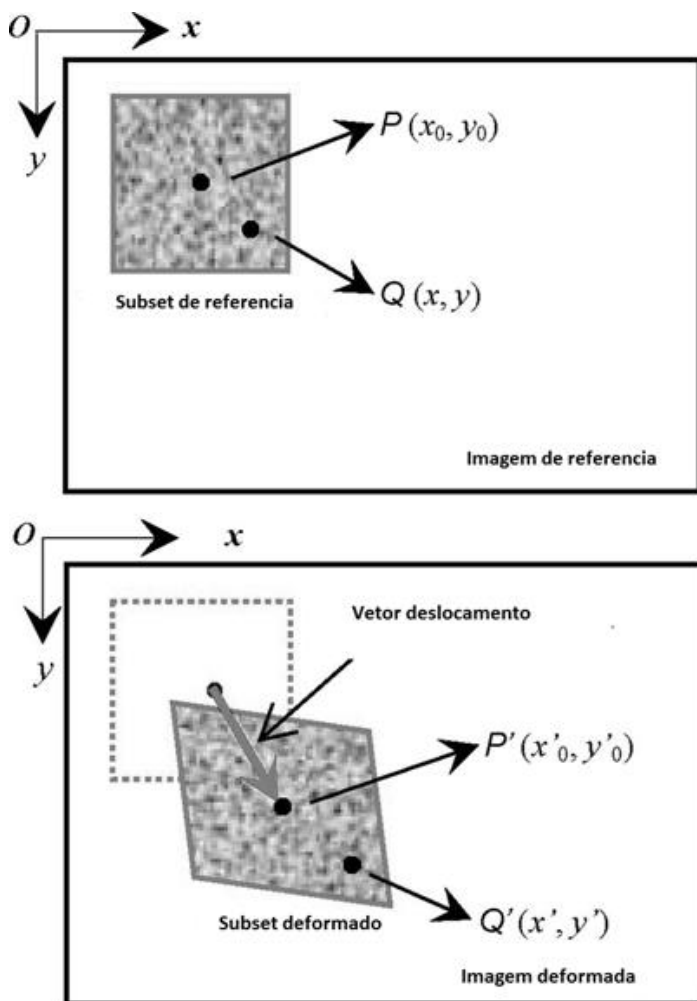 O x
y
P (x₀, y₀)
Q (x, y)
Subset de referencia
Imagem de referencia
O x
y
Vetor deslocamento
P' (x'₀, y'₀)
Q' (x', y')
Subset deformado
Imagem deformada